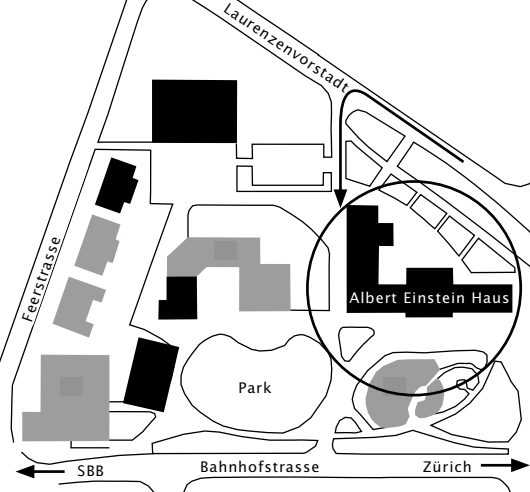 Laurenzenvorstadt
Feerstrasse
Albert Einstein Haus
Park
SBB
Bahnhofstrasse
Zürich